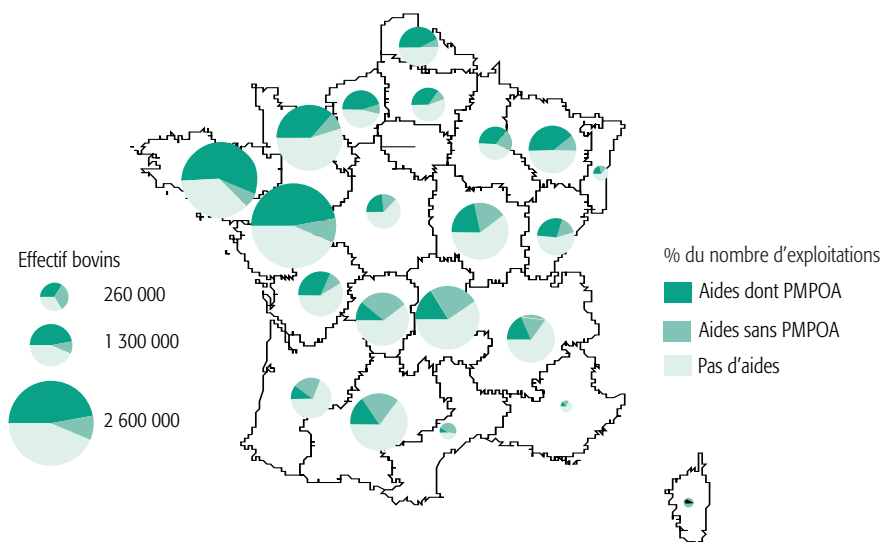 Effectif bovins
260 000
1 300 000
2 600 000
% du nombre d'exploitations
Aides dont PMPOA
Aides sans PMPOA
Pas d'aides